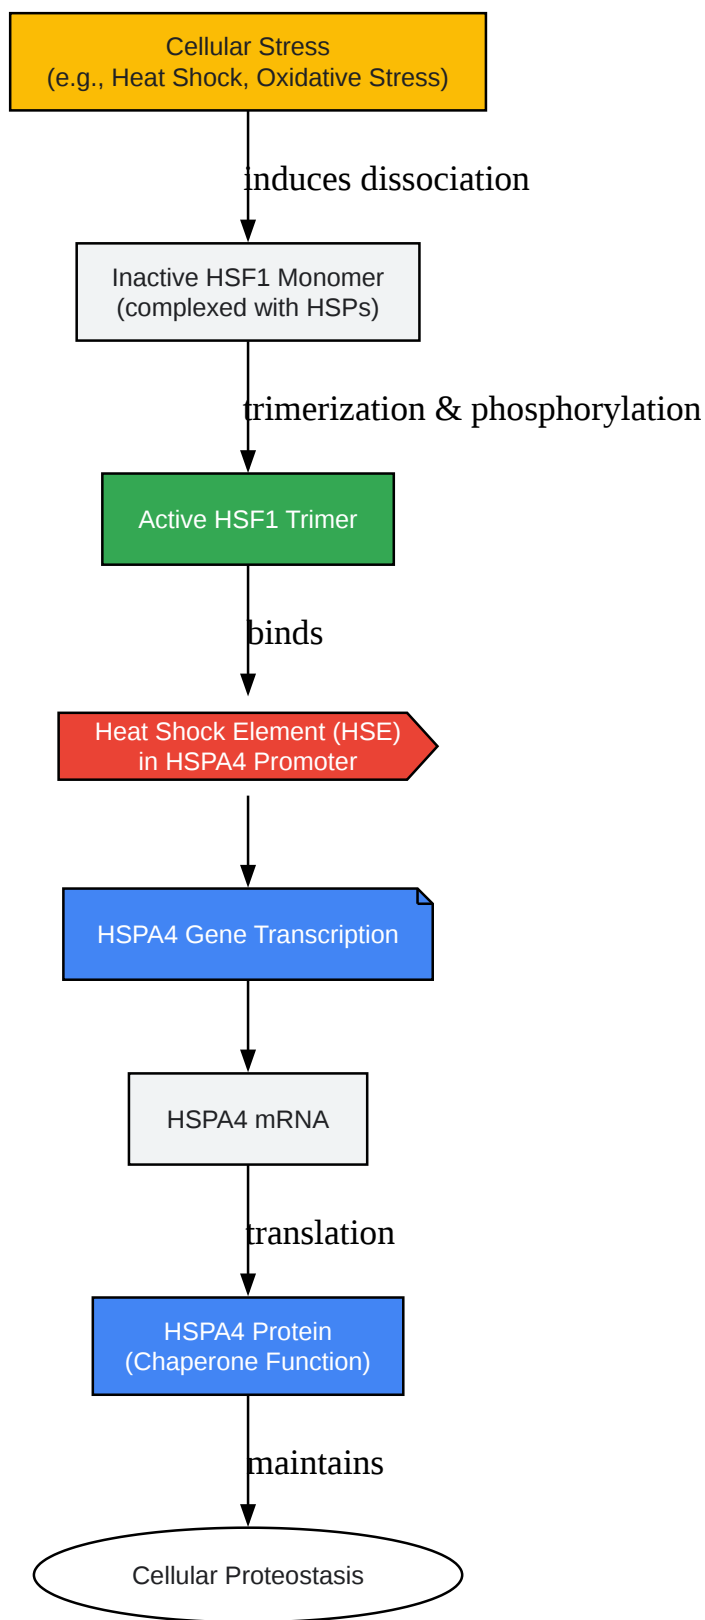 Cellular Stress
(e.g., Heat Shock, Oxidative Stress)
induces dissociation
Inactive HSF1 Monomer
(complexed with HSPs)
trimerization & phosphorylation
Active HSF1 Trimer
binds
Heat Shock Element (HSE)
in HSPA4 Promoter
HSPA4 Gene Transcription
HSPA4 mRNA
translation
HSPA4 Protein
(Chaperone Function)
maintains
Cellular Proteostasis